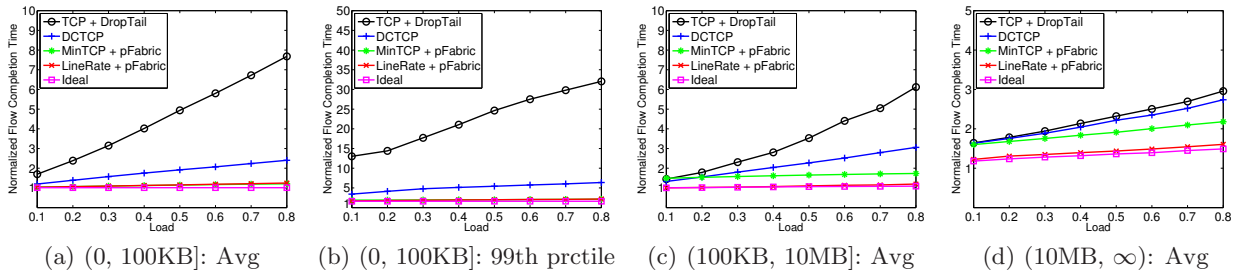 Normalized Flow Completion Time
10
9
8
7
6
5
4
3
2
1
TCP + DropTail
DCTCP
MinTCP + pFabric
LineRate + pFabric
Ideal
0.1 0.2 0.3 0.4 0.5 0.6 0.7 0.8
Load
(a) (0, 100KB]: Avg
Normalized Flow Completion Time
50
45
40
35
30
25
20
15
10
5
1
TCP + DropTail
DCTCP
MinTCP + pFabric
LineRate + pFabric
Ideal
0.1 0.2 0.3 0.4 0.5 0.6 0.7 0.8
Load
(b) (0, 100KB]: 99th prctile
Normalized Flow Completion Time
10
9
8
7
6
5
4
3
2
1
TCP + DropTail
DCTCP
MinTCP + pFabric
LineRate + pFabric
Ideal
0.1 0.2 0.3 0.4 0.5 0.6 0.7 0.8
Load
(c) (100KB, 10MB]: Avg
Normalized Flow Completion Time
5
4
3
2
1
TCP + DropTail
DCTCP
MinTCP + pFabric
LineRate + pFabric
Ideal
0.1 0.2 0.3 0.4 0.5 0.6 0.7 0.8
Load
(d) (10MB, ∞): Avg